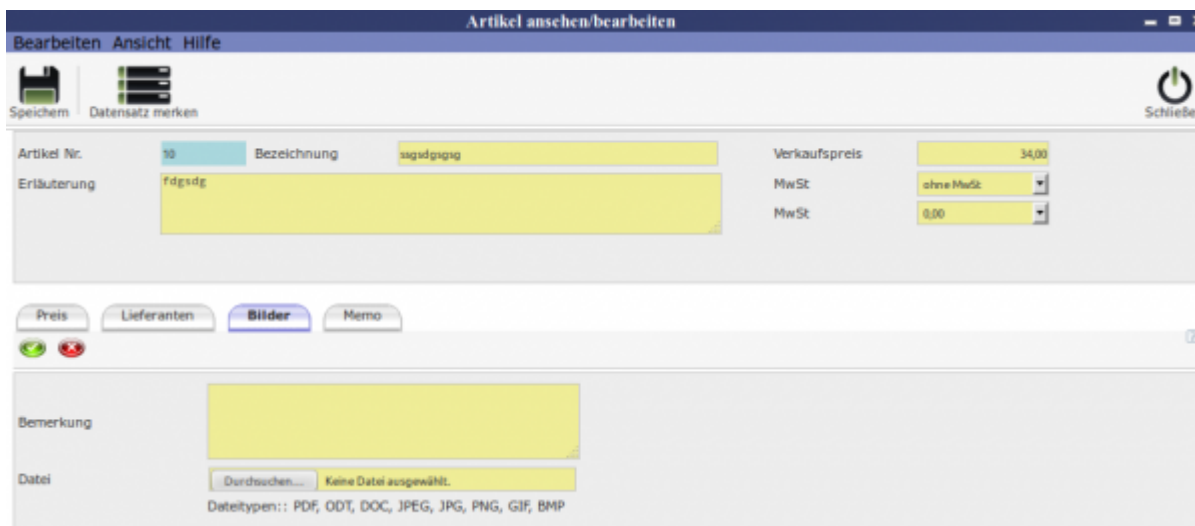 Artikel ansehen/bearbeiten
Bearbeiten Ansicht Hilfe
Speichern Datensatz merken Schließe
Artikel Nr. 10 Bezeichnung ssgsdgsgsg Verkaufspreis 34,00
Erläuterung fdgsdg MwSt ohne MwSt
MwSt 0,00
Preis Lieferanten Bilder Memo
Bemerkung
Datei Durchsuchen... Keine Datei ausgewählt.
Dateitypen:: PDF, ODT, DOC, JPEG, JPG, PNG, GIF, BMP